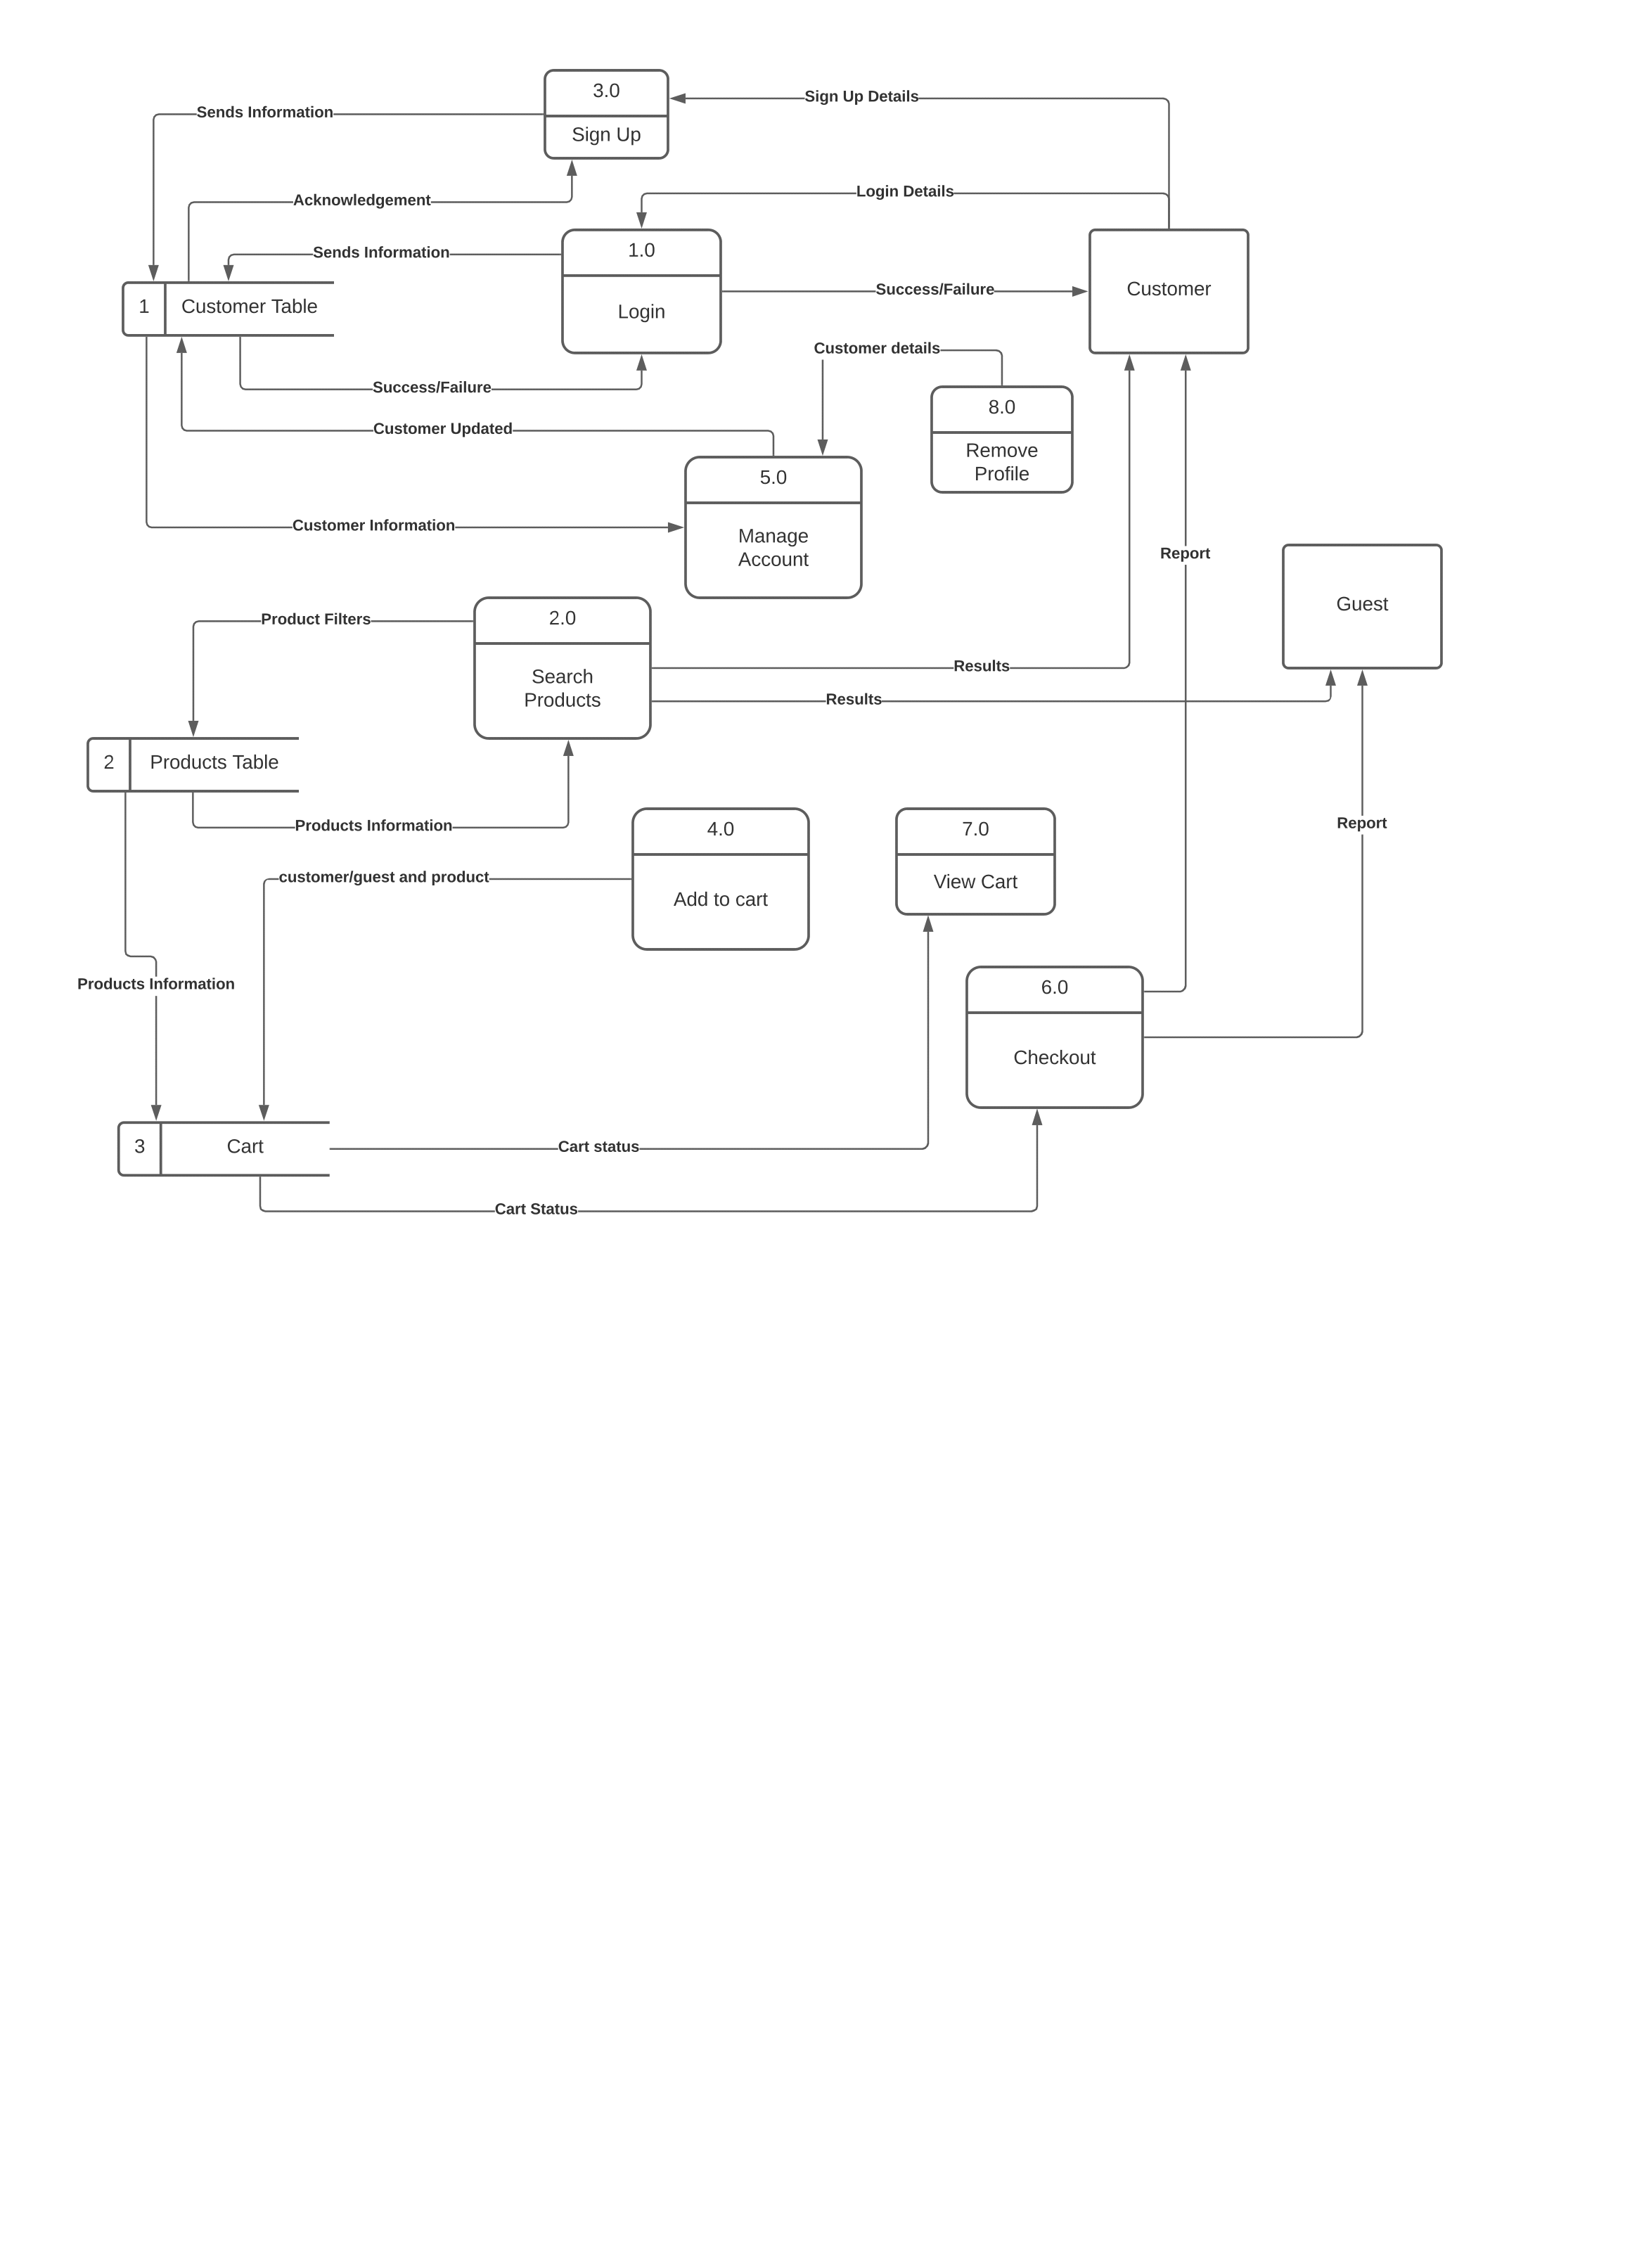 3.0
Sign Up Details
Sends Information
Sign Up
Login Details
Acknowledgement
1.0
Sends Information
Customer
Success/Failure
1
Customer Table
Login
Customer details
Success/Failure
8.0
Customer Updated
Remove
Profile
5.0
Customer Information
Manage
Account
Report
Guest
2.0
Product Filters
Results
Search
Products
Results
2
Products Table
Products Information
4.0
7.0
Report
customer/guest and product
View Cart
Add to cart
Products Information
6.0
Checkout
3
Cart
Cart status
Cart Status